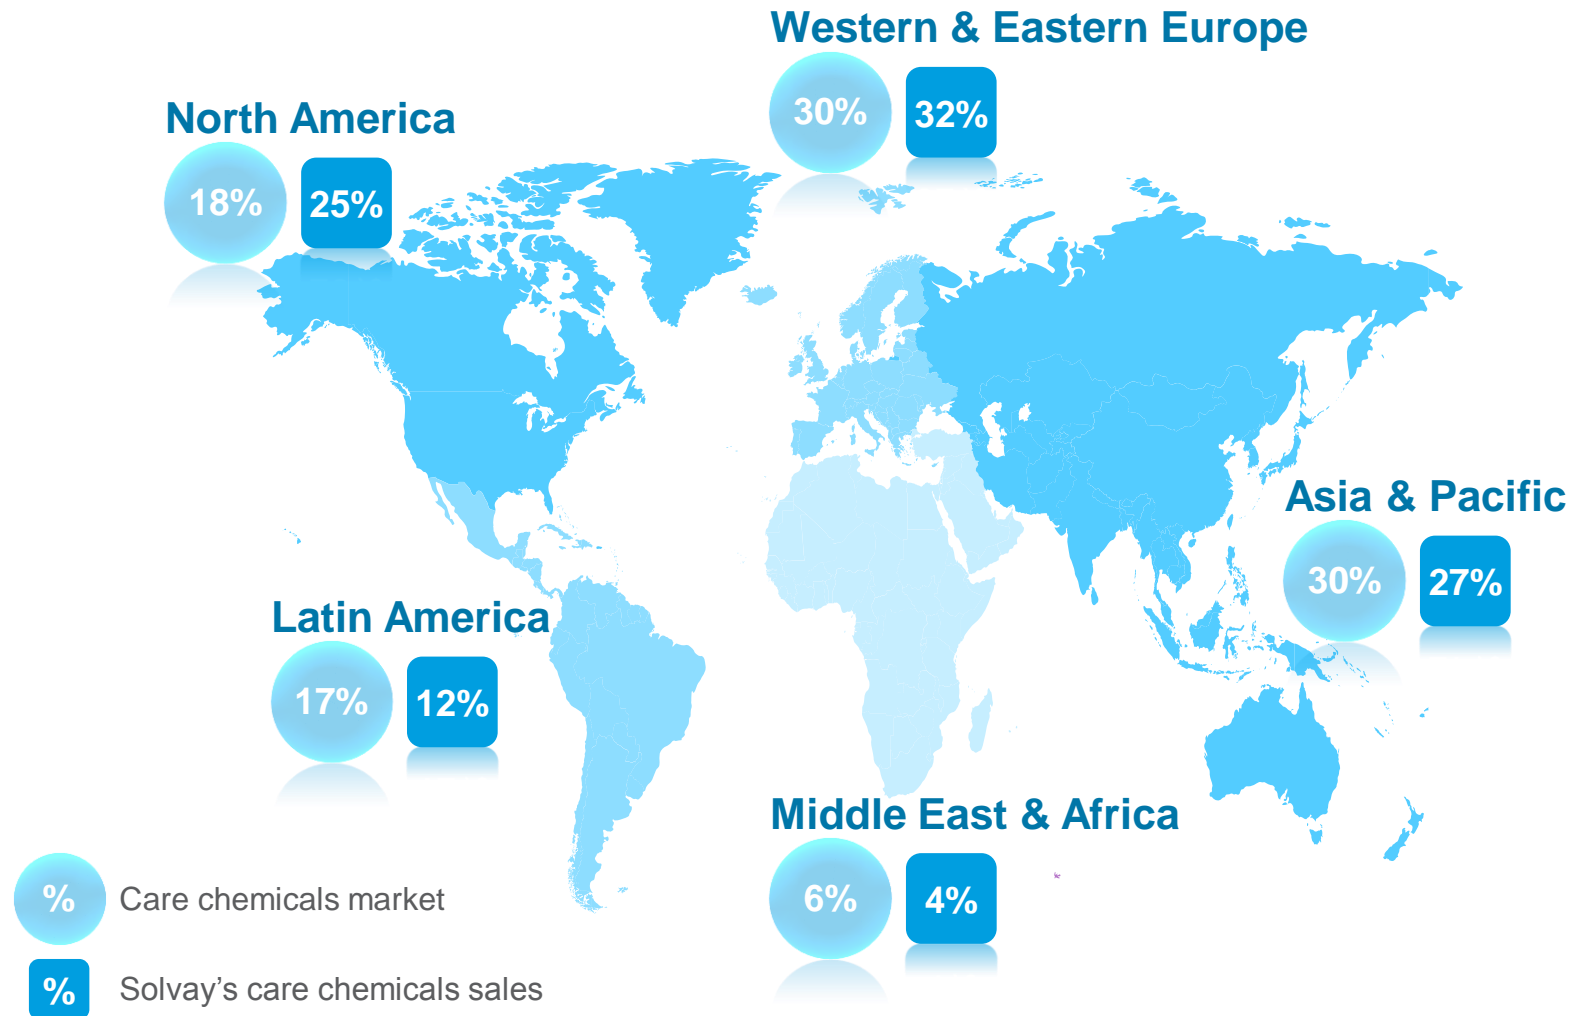 Western & Eastern Europe
30%
32%
North America
18%
25%
Asia & Pacific
30%
27%
Latin America
17%
12%
Middle East & Africa
6%
4%
% Care chemicals market
% Solvay’s care chemicals sales